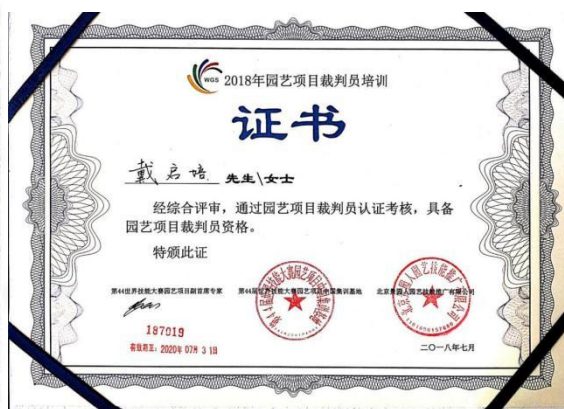 WGS 2018年园艺项目裁判员培训
证书
戴启培 先生\女士
经综合评审，通过园艺项目裁判员认证考核，具备
园艺项目裁判员资格。
特颁此证
第44世界技能大赛园艺项目副首席专家
187019
有效期至：2020年07月31日
二〇一八年七月